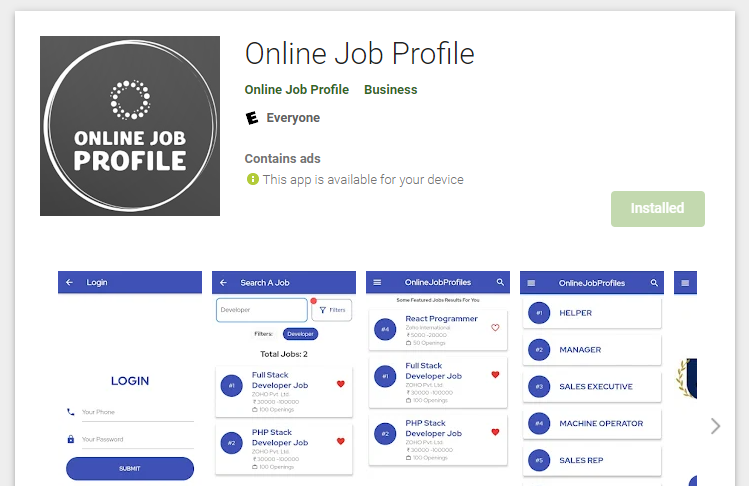 Online Job Profile
Online Job Profile Business
E Everyone
Contains ads
This app is available for your device
Installed
ONLINE JOB
PROFILE
Login
LOGIN
Your Phone
Your Password
SUBMIT
Search A Job
Developer
Filters
Filters:
Developer
Total Jobs: 2
#1
Full Stack
Developer Job
ZOHO Pvt. Ltd.
₹ 30000 -100000
100 Openings
#2
PHP Stack
Developer Job
ZOHO Pvt. Ltd.
₹ 30000 -100000
100 Openings
OnlineJobProfiles
Some Featured Jobs Results For You
#4
React Programmer
Zoho International
₹ 5000 -20000
50 Openings
#1
Full Stack
Developer Job
ZOHO Pvt. Ltd.
₹ 30000 -100000
100 Openings
#2
PHP Stack
Developer Job
ZOHO Pvt. Ltd.
₹ 30000 -100000
100 Openings
OnlineJobProfiles
#1 HELPER
#2 MANAGER
#3 SALES EXECUTIVE
#4 MACHINE OPERATOR
#5 SALES REP